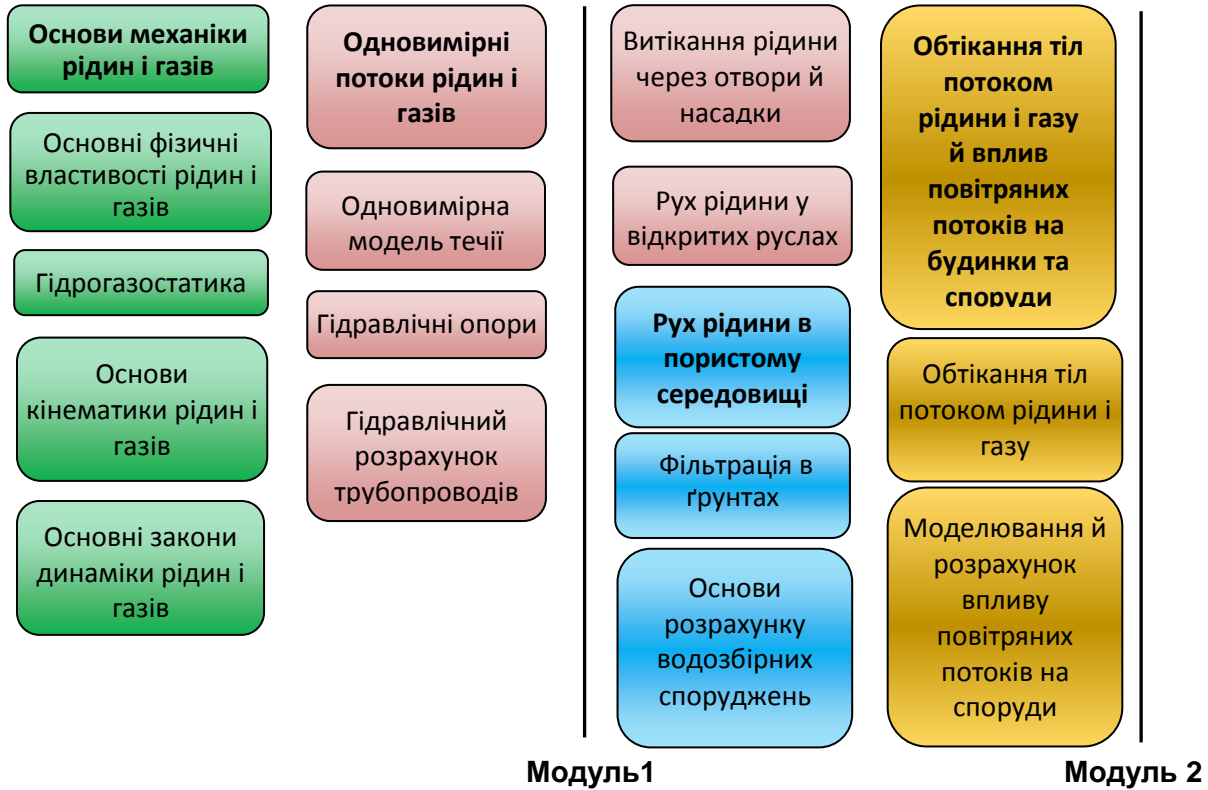 Основи механіки
рідин і газів
Основні фізичні
властивості рідин і
газів
Гідрогазостатика
Основи
кінематики рідин і
газів
Основні закони
динаміки рідин і
газів
Одновимірні
потоки рідин і
газів
Одновимірна
модель течії
Гідравлічні опори
Гідравлічний
розрахунок
трубопроводів
Витікання рідини
через отвори й
насадки
Рух рідини у
відкритих руслах
Рух рідини в
пористому
середовищі
Фільтрація в
ґрунтах
Основи
розрахунку
водозбірних
споруджень
Обтікання тіл
потоком
рідини і газу
й вплив
повітряних
потоків на
будинки та
споруди
Обтікання тіл
потоком рідини і
газу
Моделювання й
розрахунок
впливу
повітряних
потоків на
споруди
Модуль1
Модуль 2